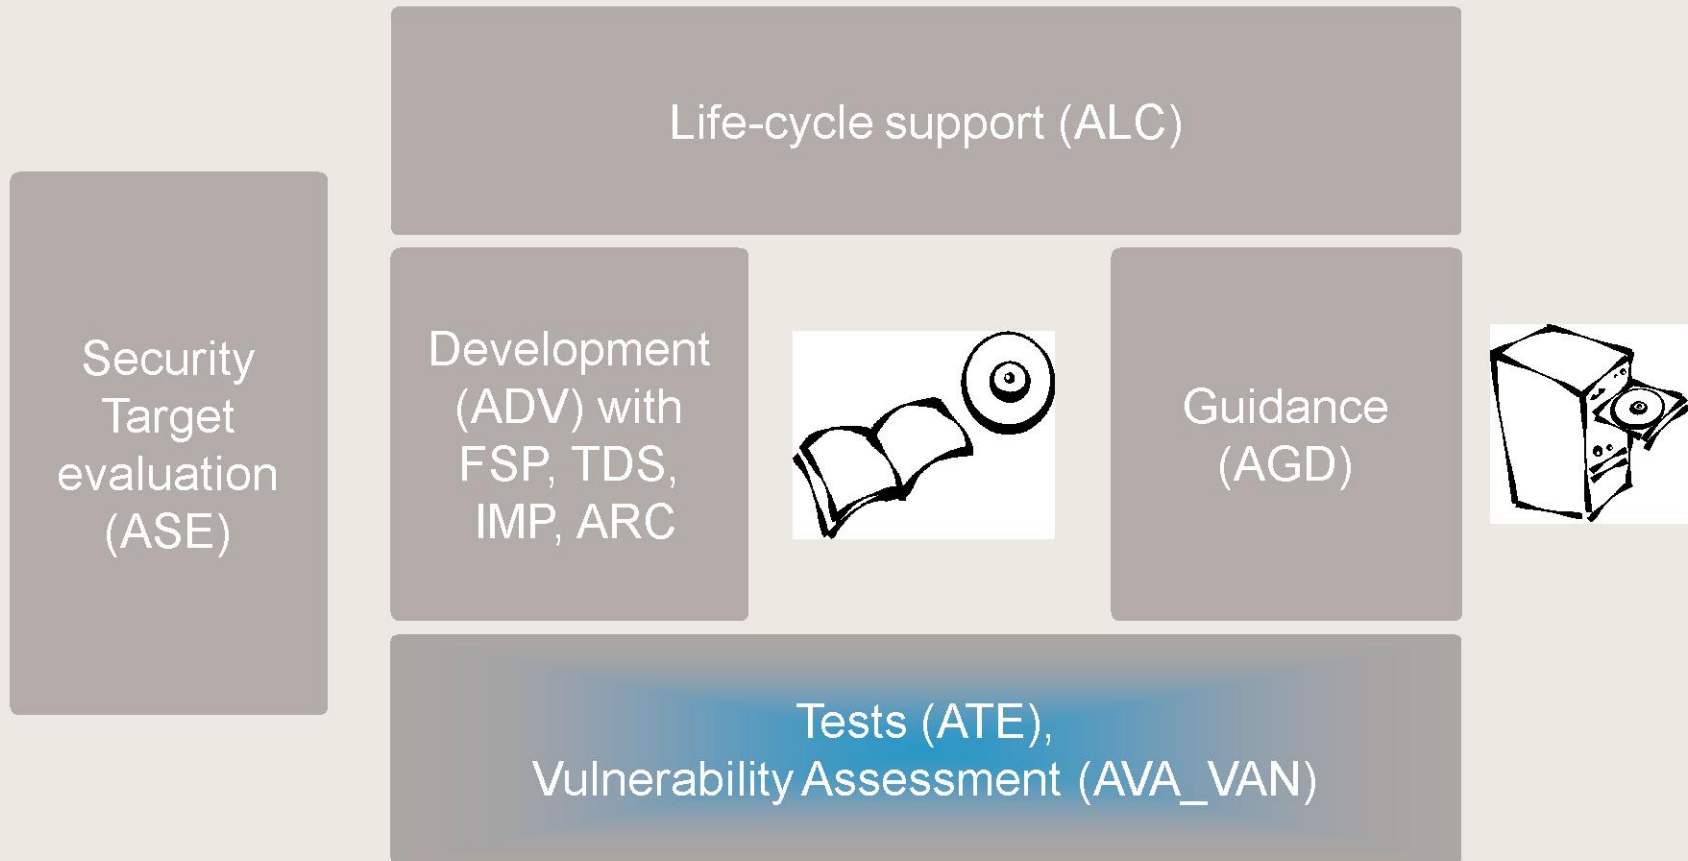 Life-cycle support (ALC)
Security
Target
evaluation
(ASE)
Development
(ADV) with
FSP, TDS,
IMP, ARC
Guidance
(AGD)
Tests (ATE),
Vulnerability Assessment (AVA_VAN)